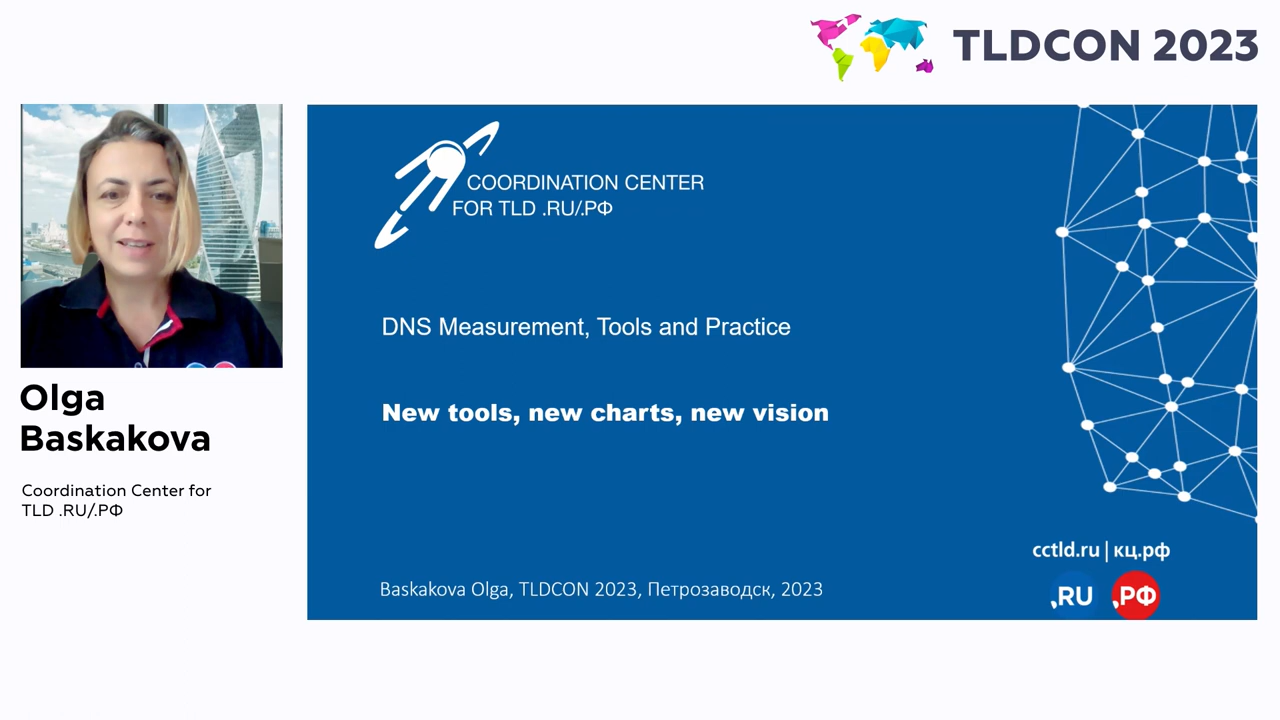 TLDCON 2023
Olga
Baskakova
Coordination Center for
TLD .RU/.РФ
COORDINATION CENTER
FOR TLD .RU/.РФ
DNS Measurement, Tools and Practice
New tools, new charts, new vision
Baskakova Olga, TLDCON 2023, Петрозаводск, 2023
cctld.ru | кц.рф
.RU .РФ